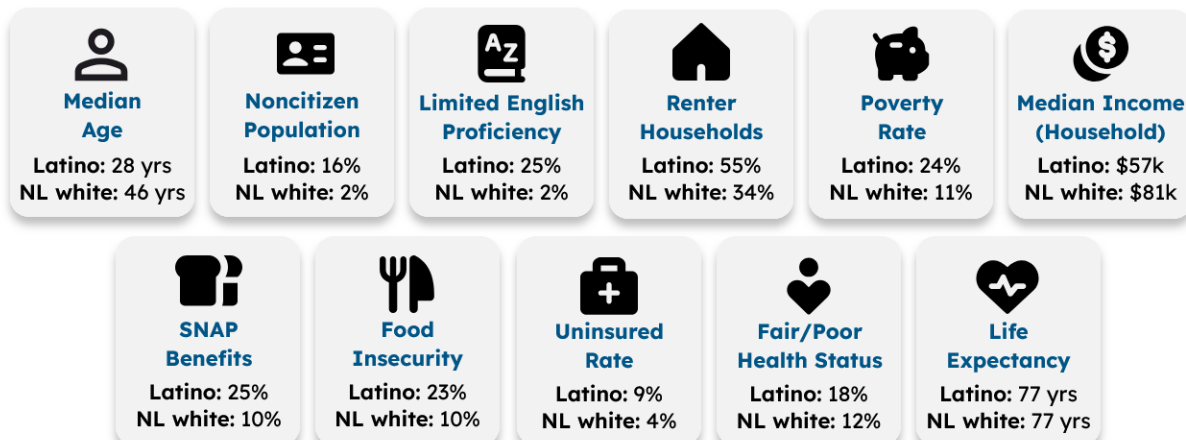 A Z
$
Median
Age
Latino: 28 yrs
NL white: 46 yrs
Noncitizen
Population
Latino: 16%
NL white: 2%
Limited English
Proficiency
Latino: 25%
NL white: 2%
Renter
Households
Latino: 55%
NL white: 34%
Poverty
Rate
Latino: 24%
NL white: 11%
Median Income
(Household)
Latino: $57k
NL white: $81k
SNAP
Benefits
Latino: 25%
NL white: 10%
Food
Insecurity
Latino: 23%
NL white: 10%
Uninsured
Rate
Latino: 9%
NL white: 4%
Fair/Poor
Health Status
Latino: 18%
NL white: 12%
Life
Expectancy
Latino: 77 yrs
NL white: 77 yrs